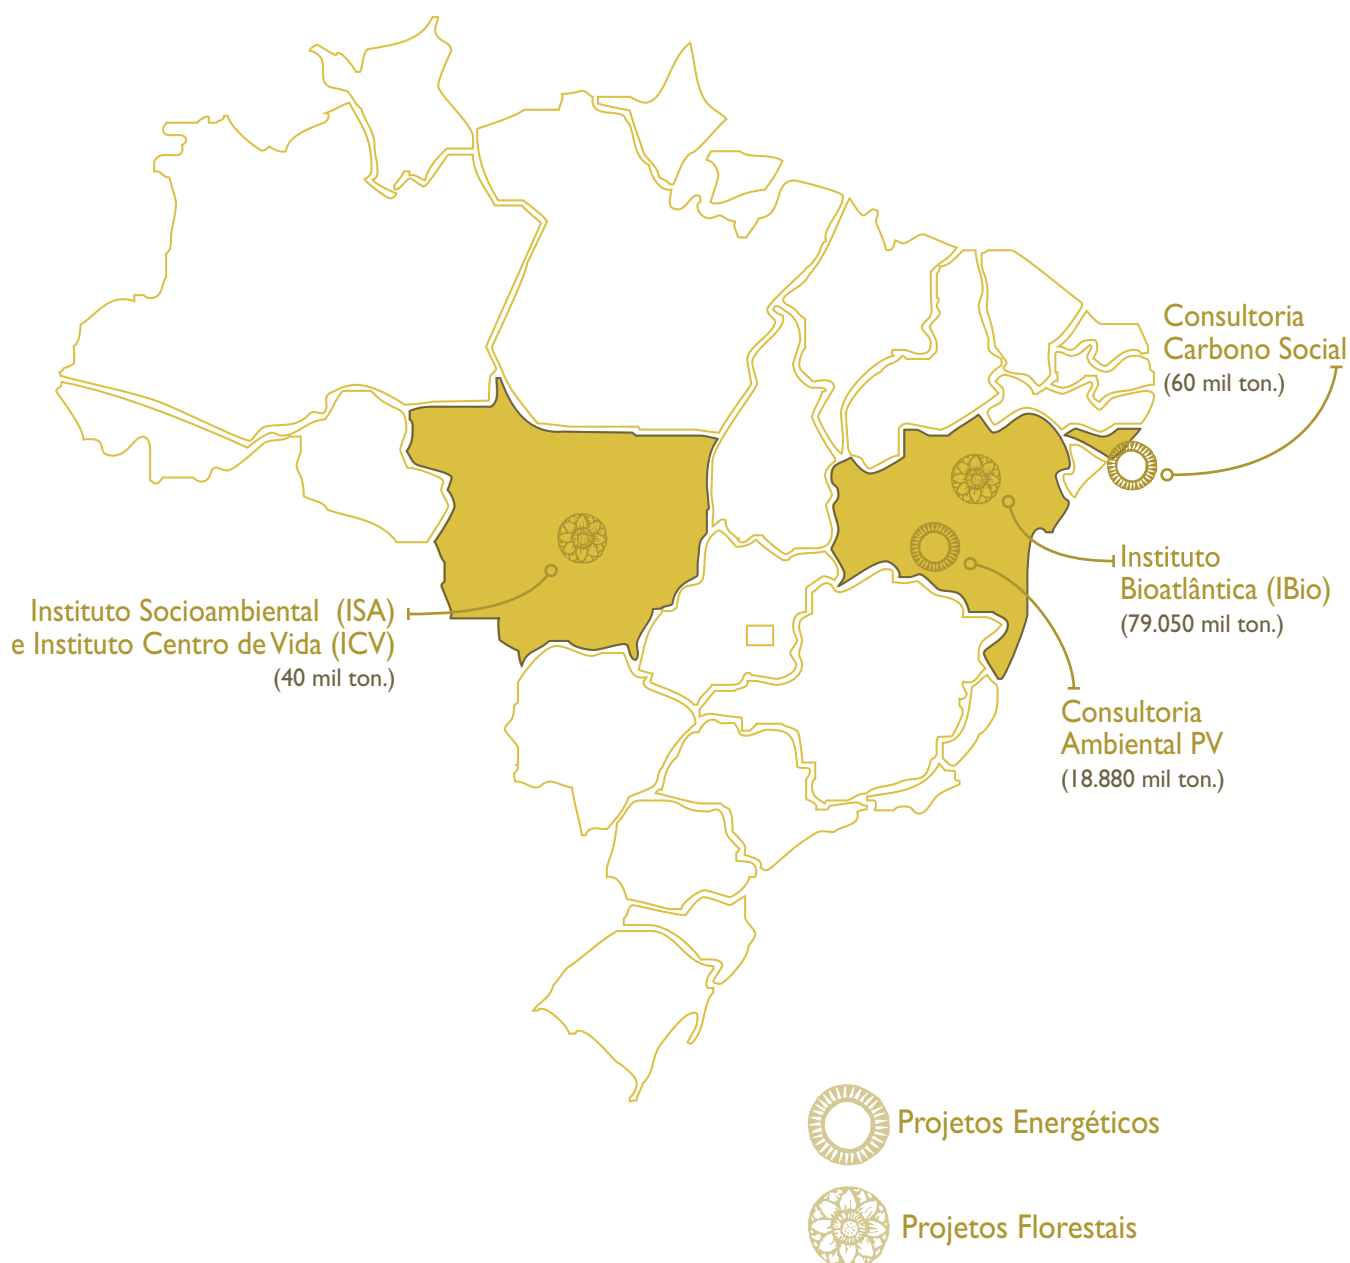 Consultoria
Carbono Social
(60 mil ton.)
Instituto
Bioatlântica (IBio)
(79.050 mil ton.)
Instituto Socioambiental (ISA)
e Instituto Centro de Vida (ICV)
(40 mil ton.)
Consultoria
Ambiental PV
(18.880 mil ton.)
Projetos Energéticos
Projetos Florestais